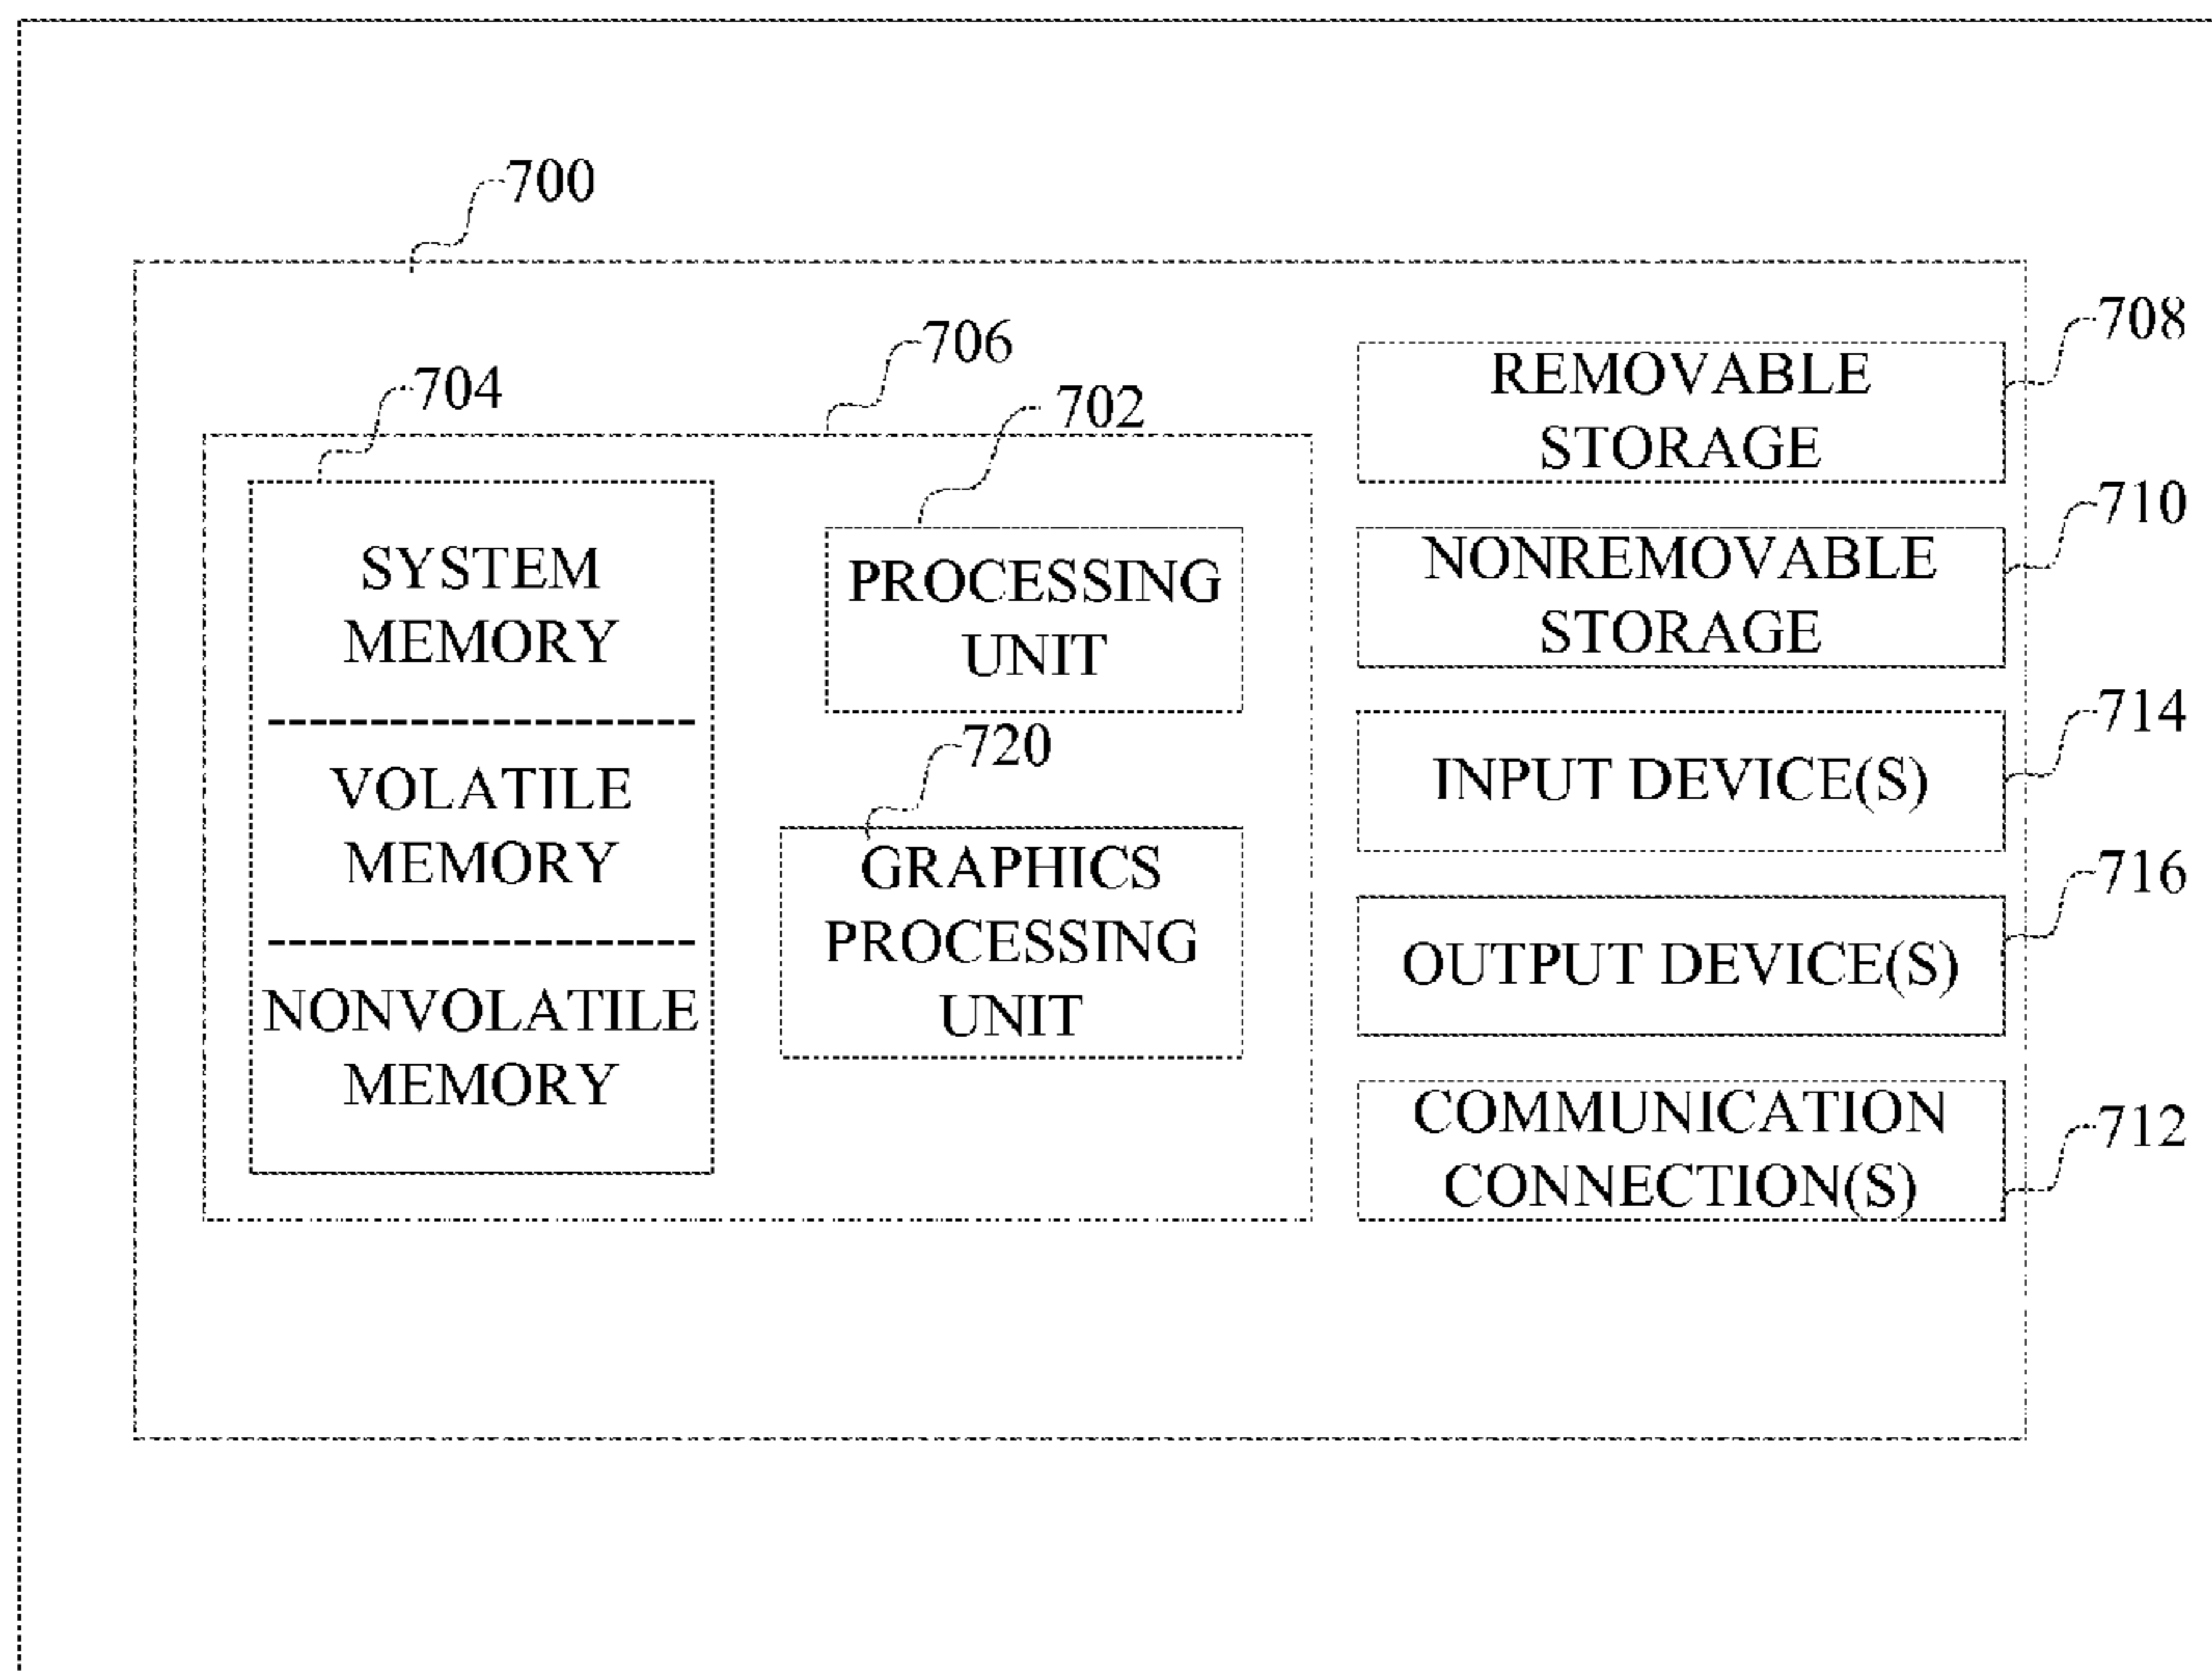 700
706
704
702
708
SYSTEM
MEMORY
VOLATILE
MEMORY
NONVOLATILE
MEMORY
PROCESSING
UNIT
720
GRAPHICS
PROCESSING
UNIT
REMOVABLE
STORAGE
710
NONREMOVABLE
STORAGE
714
INPUT DEVICE(S)
716
OUTPUT DEVICE(S)
712
COMMUNICATION
CONNECTION(S)